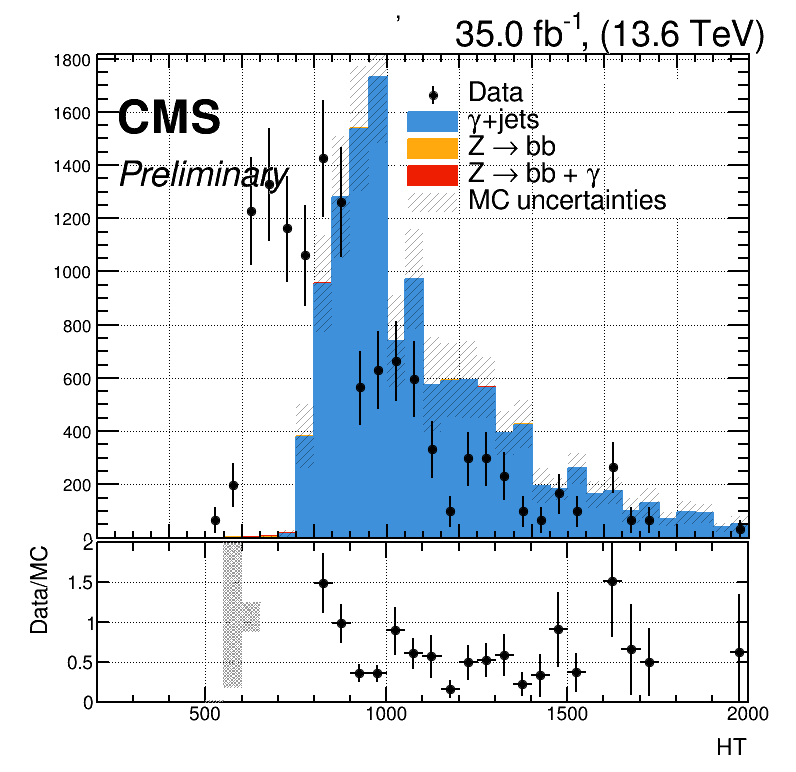 ,
35.0 fb-1, (13.6 TeV)
1800
1600
1400
1200
1000
800
600
400
200
0
CMS
Preliminary
Data
γ+jets
Z → bb
Z → bb + γ
MC uncertainties
Data/MC
2
1.5
1
0.5
0
500
1000
1500
2000
HT